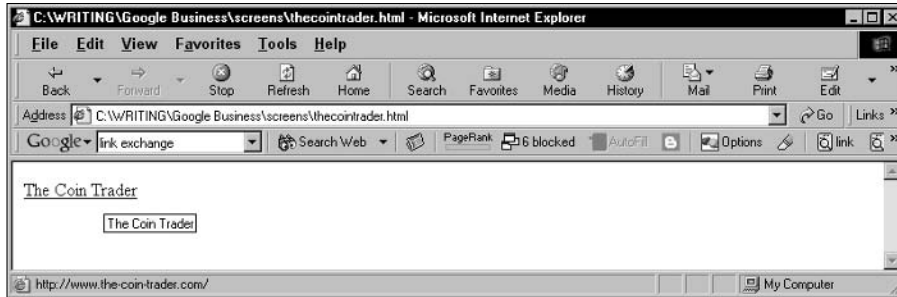 C:\WRITING\Google Business\screens\thecointrader.html - Microsoft Internet Explorer
File Edit View Favorites Tools Help
Back Forward Stop Refresh Home Search Favorites Media History Mail Print Edit
Address C:\WRITING\Google Business\screens\thecointrader.html Go Links »
Google link exchange Search Web PageRank 6 blocked AutoFill Options link »
The Coin Trader
The Coin Trader
http://www.the-coin-trader.com/ My Computer